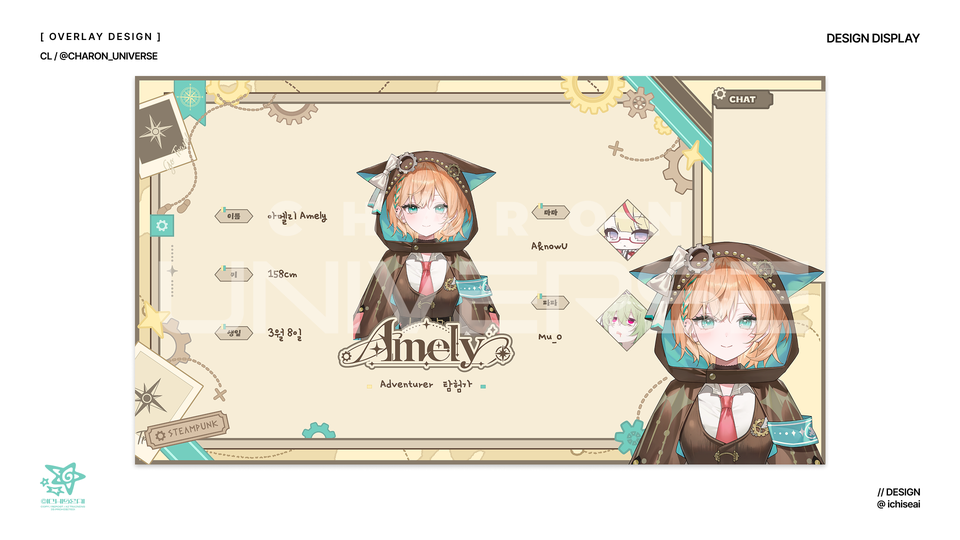 [ OVERLAY DESIGN ]
CL / @CHARON_UNIVERSE
DESIGN DISPLAY
CHAT
이름
아멜리 Amely
키
158cm
생일
3월 8일
마마
A&nowU
파파
Mu_o
CHARON
UNIVERSE
Amely
Adventurer 탐험가
STEAMPUNK
// DESIGN
@ ichiseai